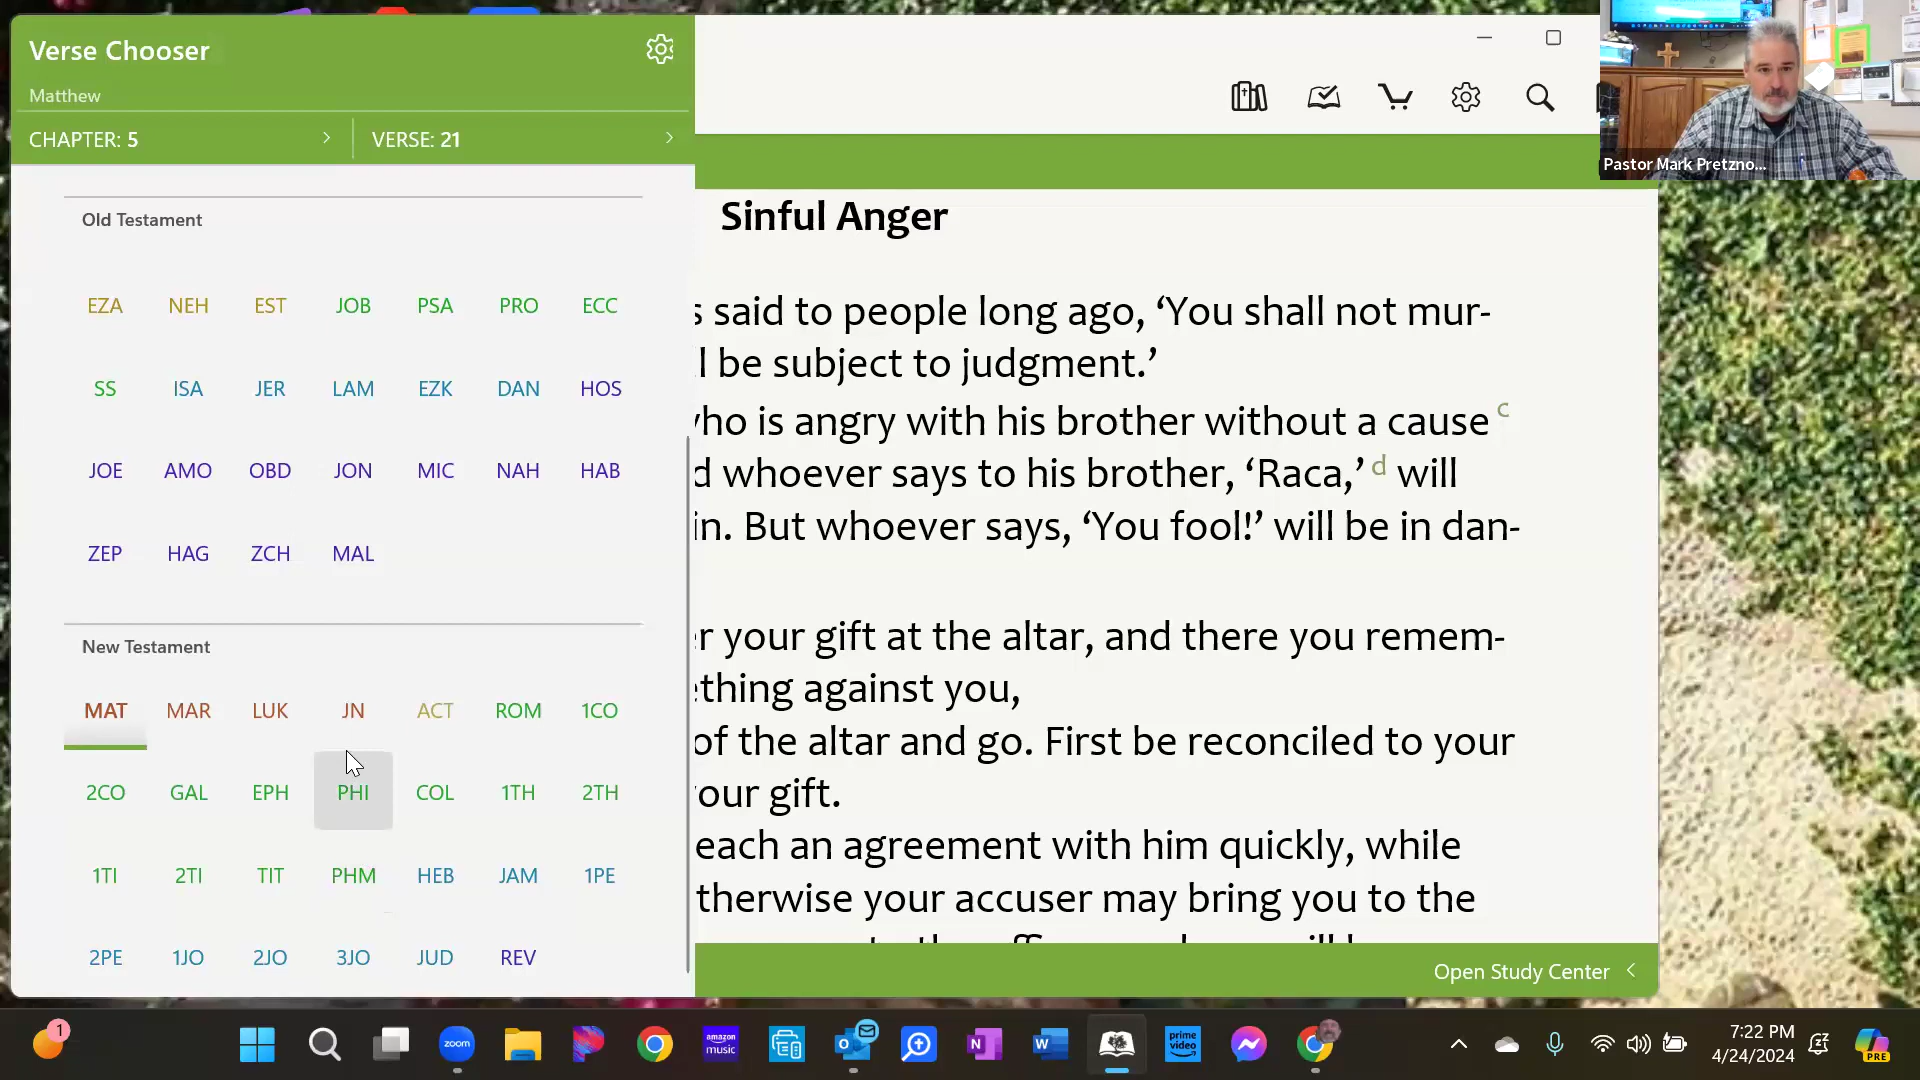 Verse Chooser
Matthew
CHAPTER: 5
VERSE: 21
Old Testament
EZA NEH EST JOB PSA PRO ECC
SS ISA JER LAM EZK DAN HOS
JOE AMO OBD JON MIC NAH HAB
ZEP HAG ZCH MAL
New Testament
MAT MAR LUK JN ACT ROM 1CO
2CO GAL EPH PHI COL 1TH 2TH
1TI 2TI TIT PHM HEB JAM 1PE
2PE 1JO 2JO 3JO JUD REV
Sinful Anger
s said to people long ago, ‘You shall not mur-
l be subject to judgment.’
who is angry with his brother without a cause c
d whoever says to his brother, ‘Raca,’ d will
in. But whoever says, ‘You fool!’ will be in dan-
er your gift at the altar, and there you remem-
ething against you,
of the altar and go. First be reconciled to your
your gift.
each an agreement with him quickly, while
therwise your accuser may bring you to the
Open Study Center
Pastor Mark Pretzno...
1
zoom
amazon
music
prime
video
7:22 PM
4/24/2024
PRE